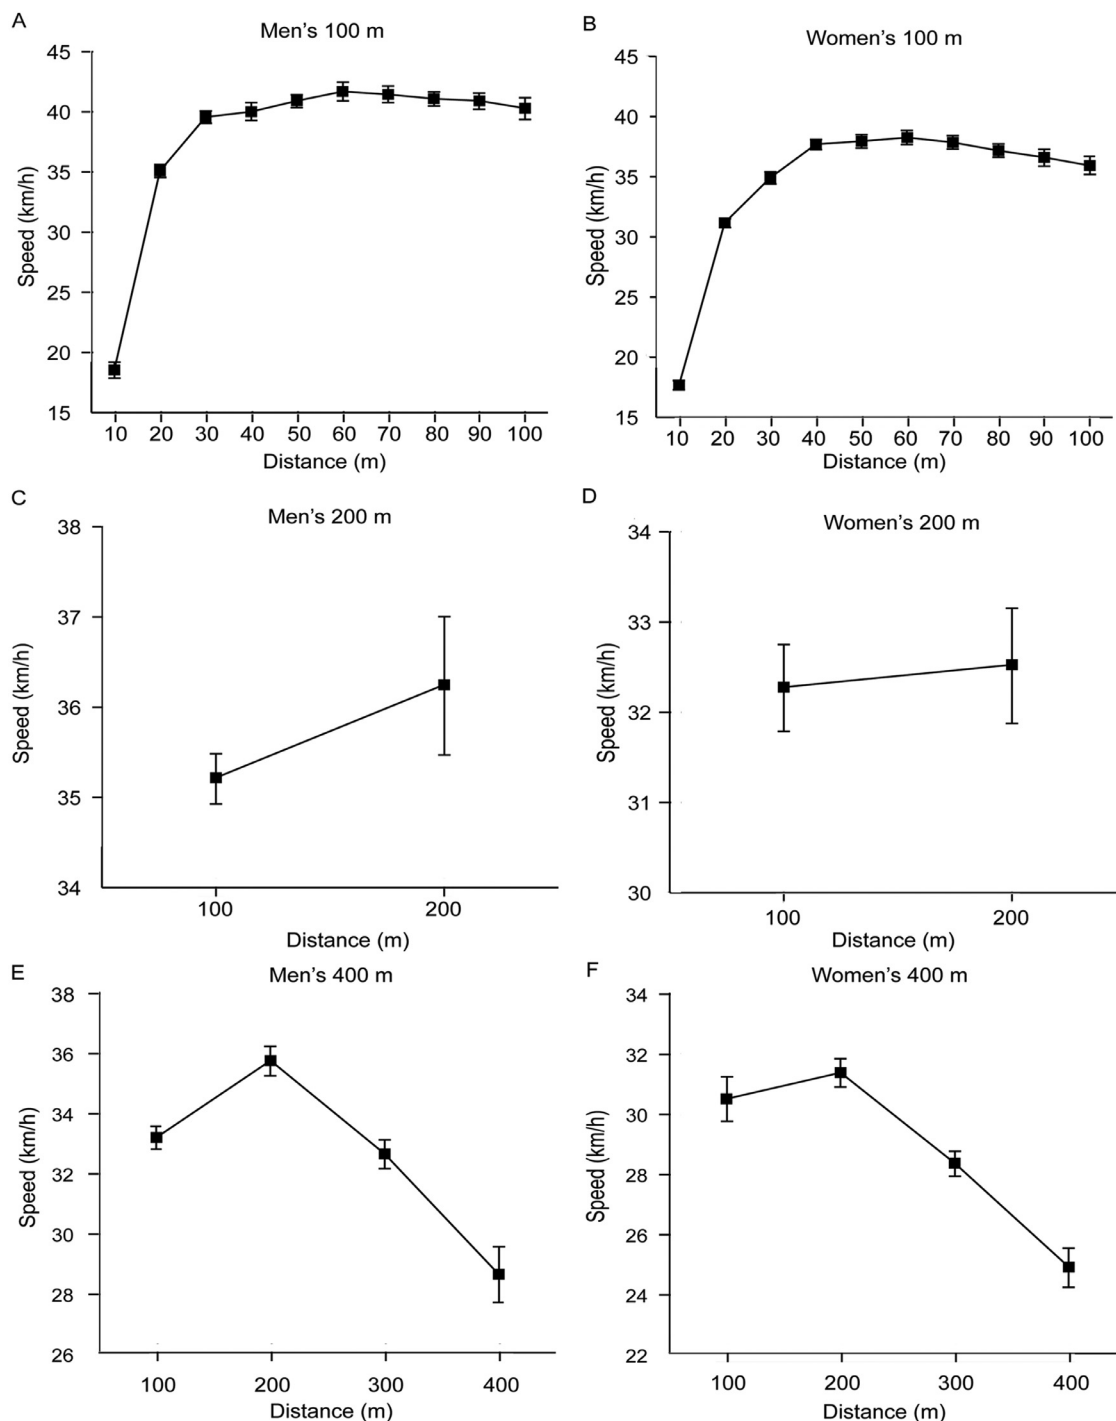 A
Men's 100 m
45
40
35
30
25
20
15
Speed (km/h)
10 20 30 40 50 60 70 80 90 100
Distance (m)
B
Women's 100 m
45
40
35
30
25
20
15
Speed (km/h)
10 20 30 40 50 60 70 80 90 100
Distance (m)
C
Men's 200 m
38
37
36
35
34
Speed (km/h)
100 200
Distance (m)
D
Women's 200 m
34
33
32
31
30
Speed (km/h)
100 200
Distance (m)
E
Men's 400 m
38
36
34
32
30
28
26
Speed (km/h)
100 200 300 400
Distance (m)
F
Women's 400 m
34
32
30
28
26
24
22
Speed (km/h)
100 200 300 400
Distance (m)